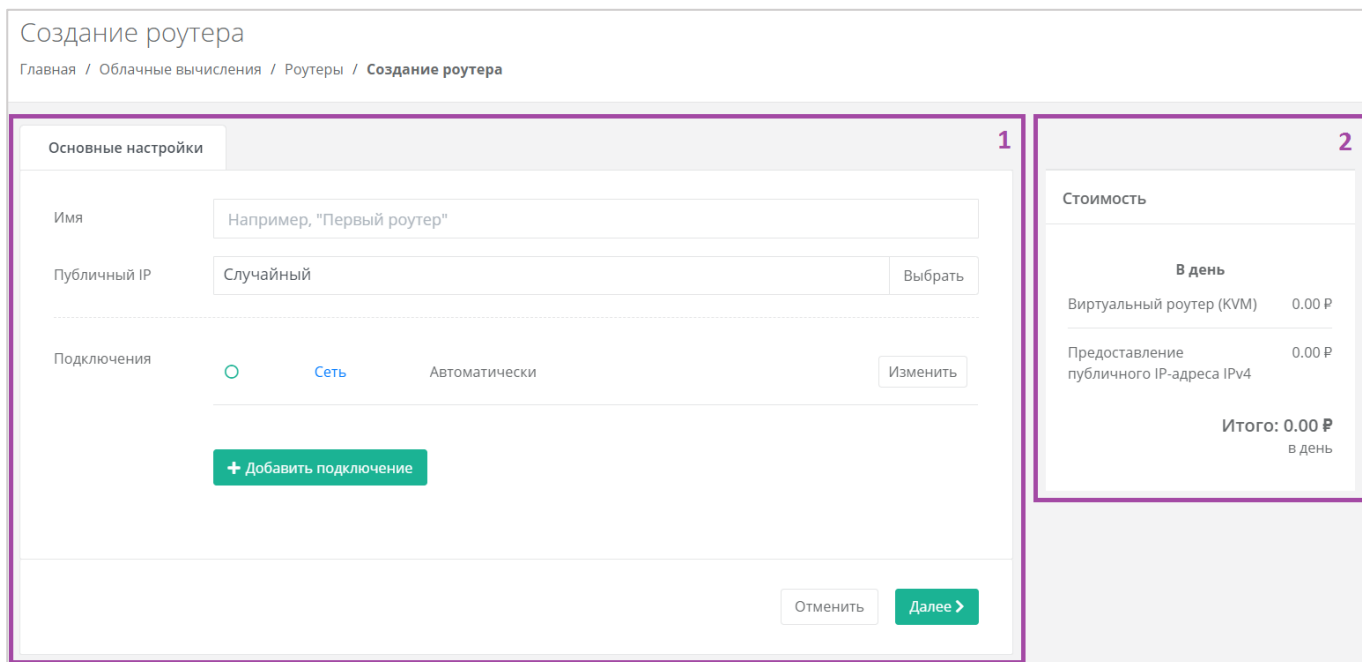 Создание роутера
Главная / Облачные вычисления / Роутеры / Создание роутера
1
Основные настройки
Имя
Например, "Первый роутер"
Публичный IP
Случайный
Выбрать
Подключения
Сеть
Автоматически
Изменить
+ Добавить подключение
Отменить
Далее
2
Стоимость
В день
Виртуальный роутер (KVM) 0.00 ₽
Предоставление 0.00 ₽
публичного IP-адреса IPv4
Итого: 0.00 ₽
в день